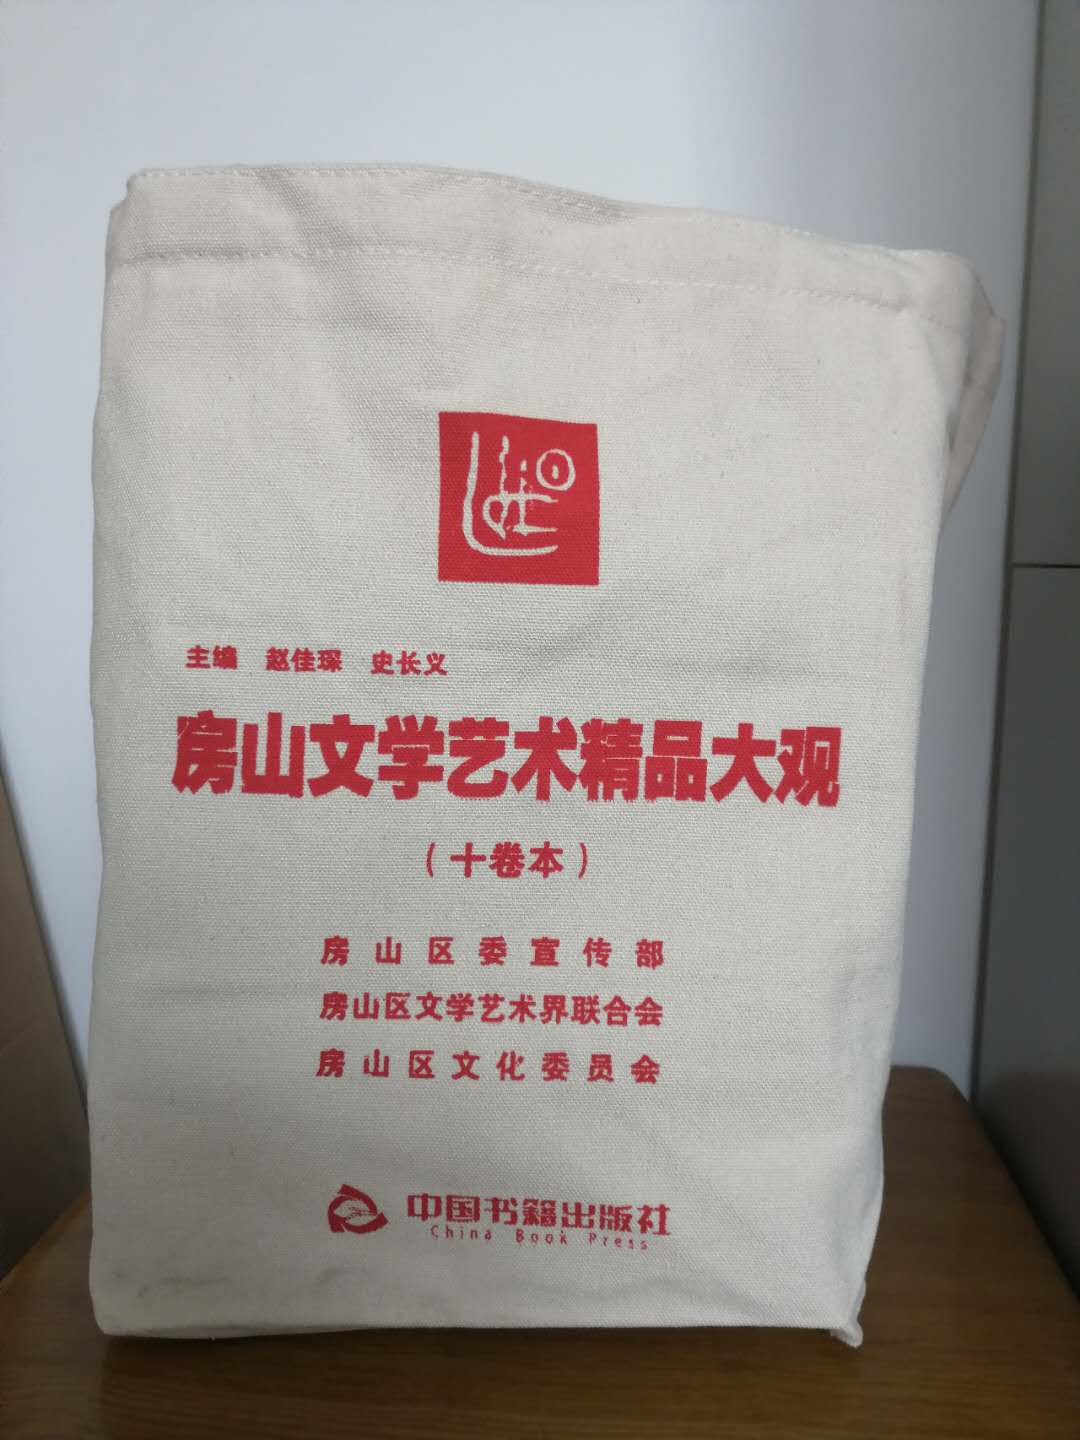 主编 赵佳琛 史长义
房山文学艺术精品大观
（十卷本）
房山区委宣传部
房山区文学艺术界联合会
房山区文化委员会
中国书籍出版社
China Book Press